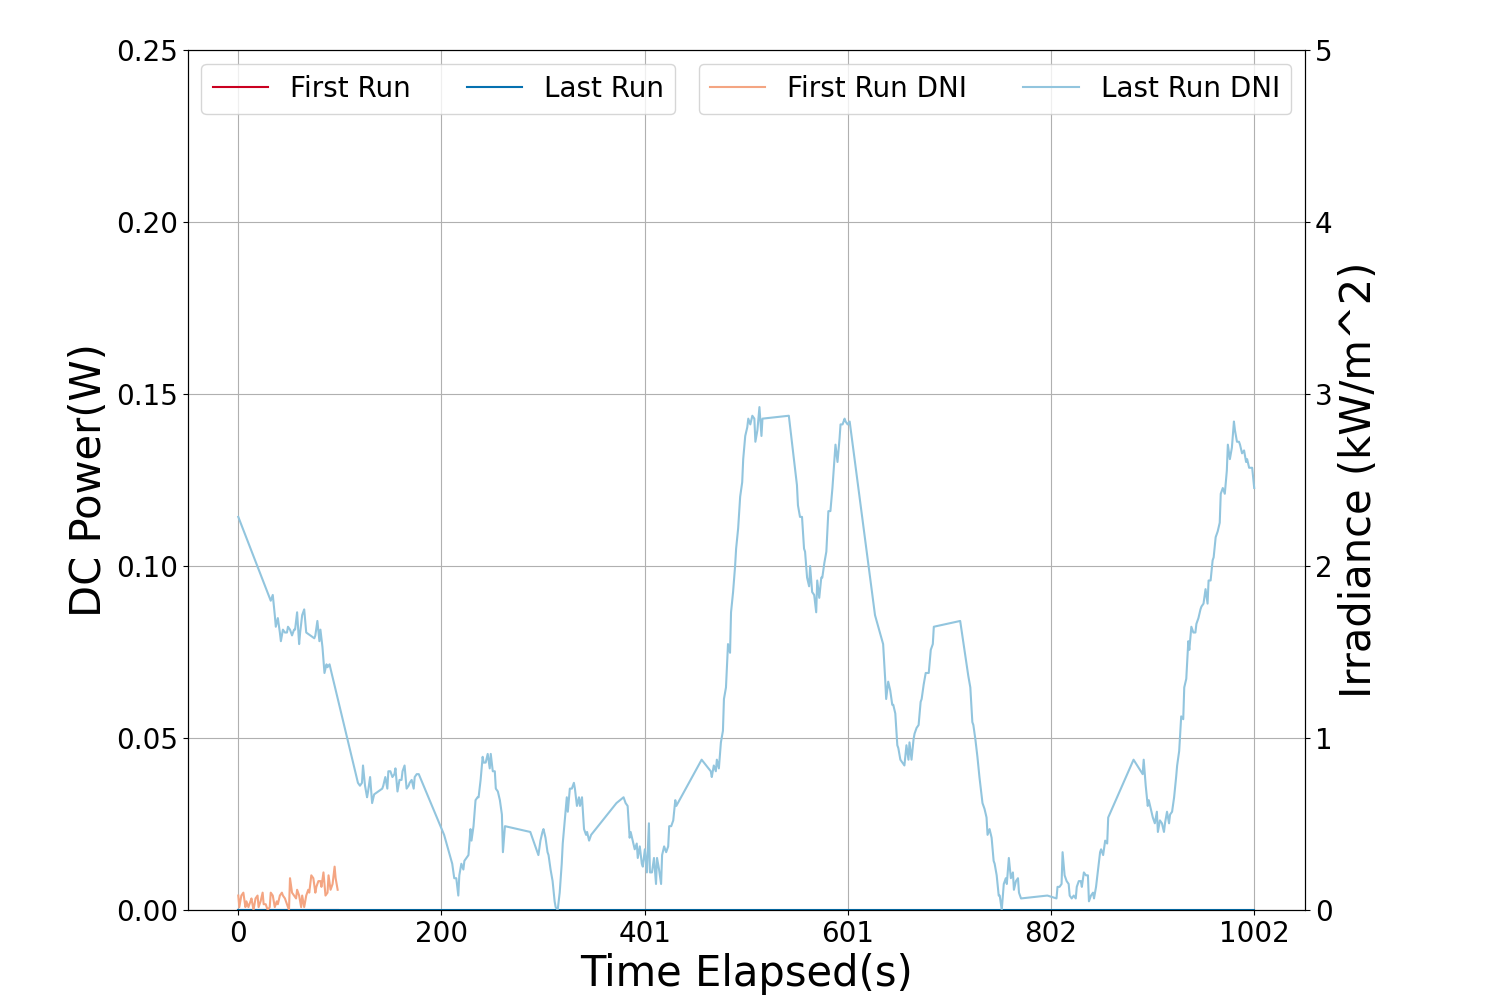 First Run
Last Run
First Run DNI
Last Run DNI
DC Power(W)
0.25
0.20
0.15
0.10
0.05
0.00
5
4
3
2
1
0
Irradiance (kW/m^2)
0 200 401 601 802 1002
Time Elapsed(s)